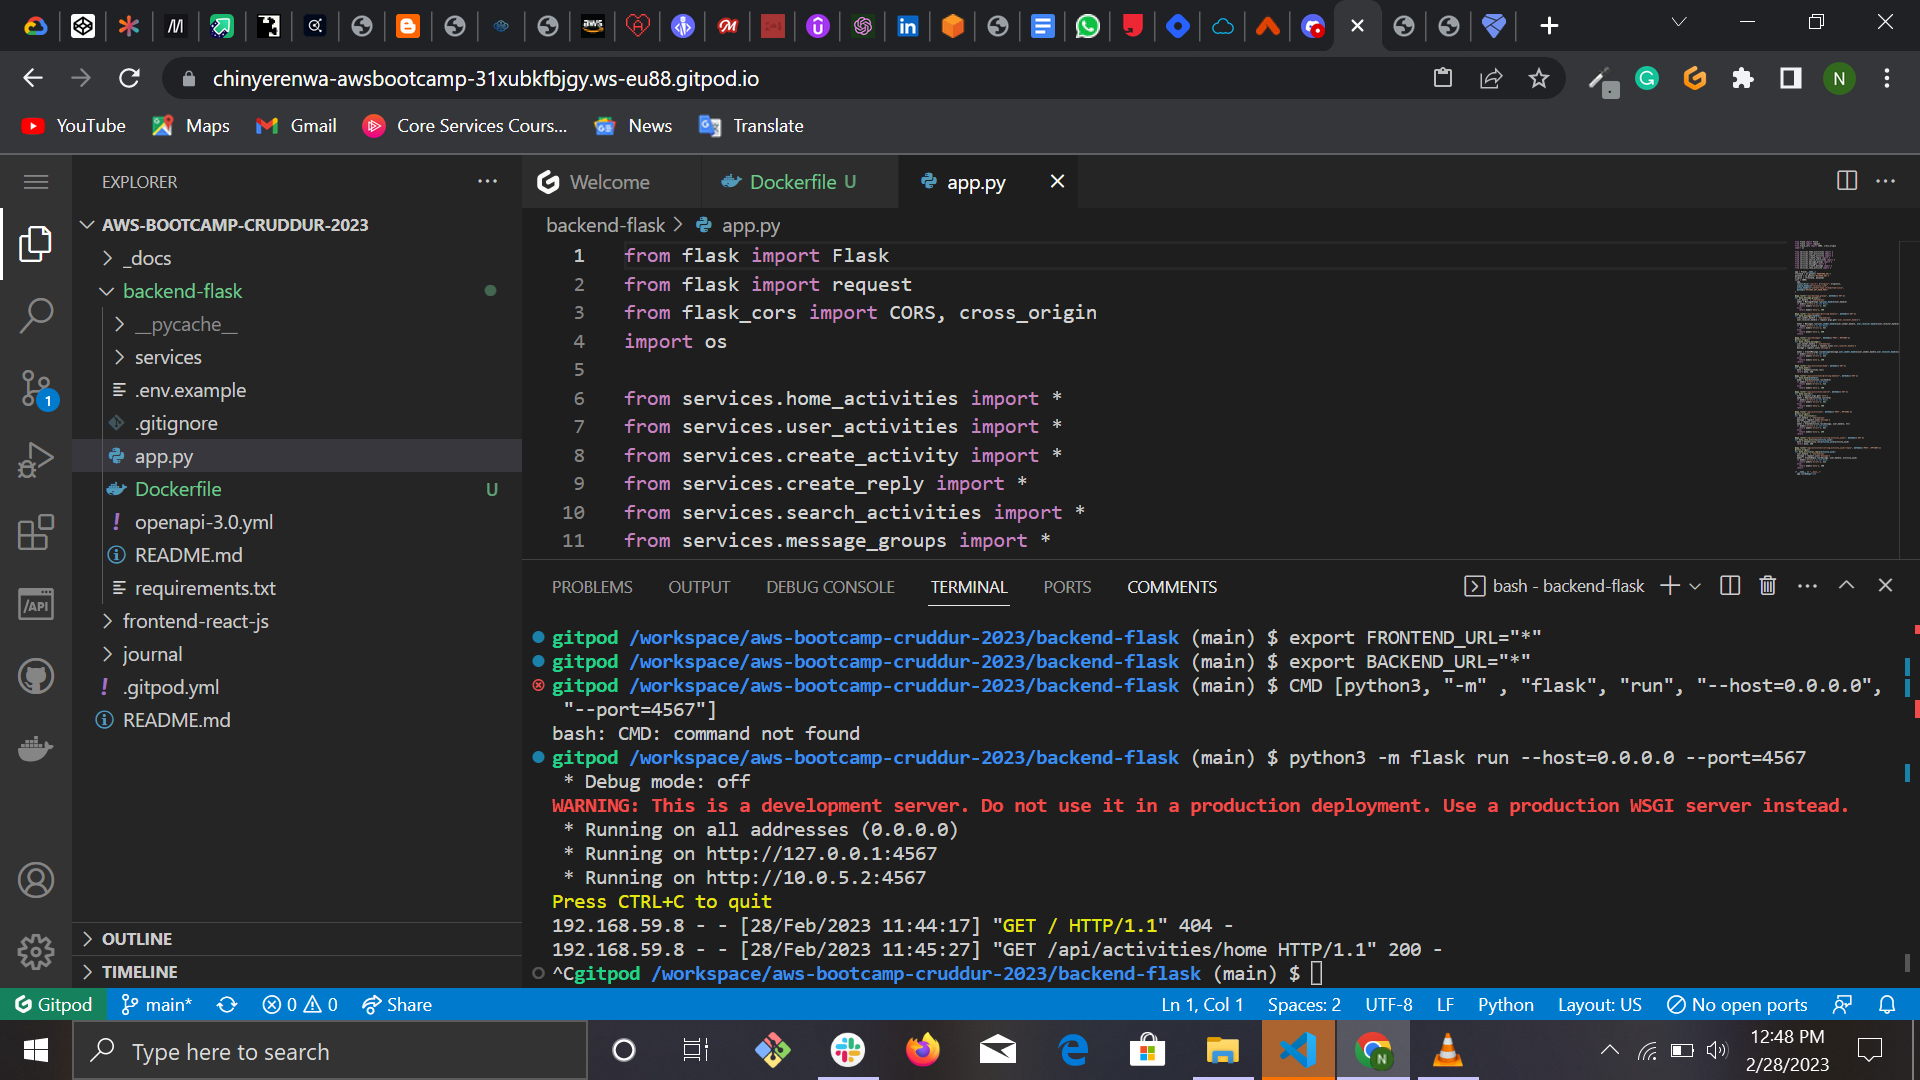 chinyerenwa-awsbootcamp-31xubkfbjgy.ws-eu88.gitpod.io
N
YouTube Maps Gmail Core Services Cours... News Translate
EXPLORER
Welcome Dockerfile U app.py
AWS-BOOTCAMP-CRUDDUR-2023
_docs
backend-flask
__pycache__
services
.env.example
.gitignore
app.py
Dockerfile U
openapi-3.0.yml
README.md
requirements.txt
frontend-react-js
journal
.gitpod.yml
README.md
1
OUTLINE
TIMELINE
backend-flask > app.py
1 from flask import Flask
2 from flask import request
3 from flask_cors import CORS, cross_origin
4 import os
5
6 from services.home_activities import *
7 from services.user_activities import *
8 from services.create_activity import *
9 from services.create_reply import *
10 from services.search_activities import *
11 from services.message_groups import *
PROBLEMS OUTPUT DEBUG CONSOLE TERMINAL PORTS COMMENTS bash - backend-flask
gitpod /workspace/aws-bootcamp-cruddur-2023/backend-flask (main) $ export FRONTEND_URL="*"
gitpod /workspace/aws-bootcamp-cruddur-2023/backend-flask (main) $ export BACKEND_URL="*"
gitpod /workspace/aws-bootcamp-cruddur-2023/backend-flask (main) $ CMD [python3, "-m" , "flask", "run", "--host=0.0.0.0",
"--port=4567"]
bash: CMD: command not found
gitpod /workspace/aws-bootcamp-cruddur-2023/backend-flask (main) $ python3 -m flask run --host=0.0.0.0 --port=4567
* Debug mode: off
WARNING: This is a development server. Do not use it in a production deployment. Use a production WSGI server instead.
* Running on all addresses (0.0.0.0)
* Running on http://127.0.0.1:4567
* Running on http://10.0.5.2:4567
Press CTRL+C to quit
192.168.59.8 - - [28/Feb/2023 11:44:17] "GET / HTTP/1.1" 404 -
192.168.59.8 - - [28/Feb/2023 11:45:27] "GET /api/activities/home HTTP/1.1" 200 -
^Cgitpod /workspace/aws-bootcamp-cruddur-2023/backend-flask (main) $
Gitpod main* 0 0 Share Ln 1, Col 1 Spaces: 2 UTF-8 LF Python Layout: US No open ports
Type here to search
12:48 PM
2/28/2023